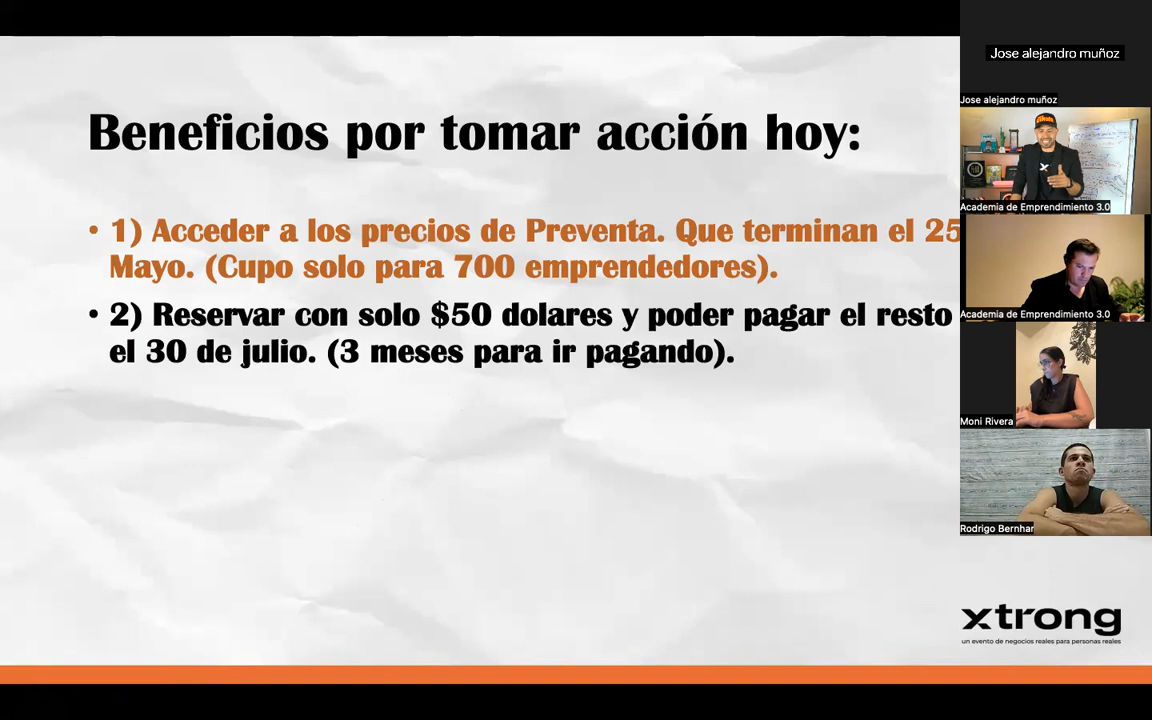 Beneficios por tomar acción hoy:
• 1) Acceder a los precios de Preventa. Que terminan el 25
Mayo. (Cupo solo para 700 emprendedores).
• 2) Reservar con solo $50 dolares y poder pagar el resto
el 30 de julio. (3 meses para ir pagando).
Jose alejandro muñoz
Jose alejandro muñoz
Academia de Emprendimiento 3.0
Academia de Emprendimiento 3.0
Moni Rivera
Rodrigo Bernhar
xtrong
un evento de negocios reales para personas reales